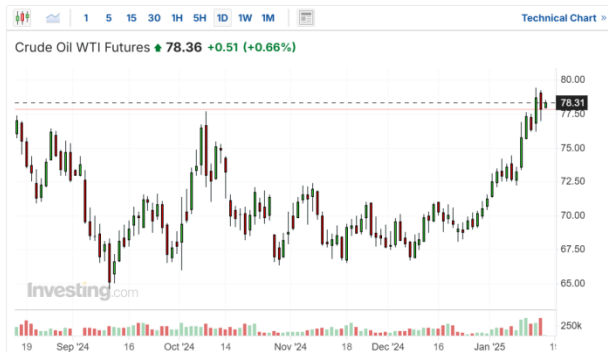 1 5 15 30 1H 5H 1D 1W 1M Technical Chart »
Crude Oil WTI Futures 78.36 +0.51 (+0.66%)
80.00
78.31
77.50
75.00
72.50
70.00
67.50
65.00
Investing.com
250k
19 Sep '24 16 Oct '24 14 Nov '24 18 Dec '24 16 Jan '25